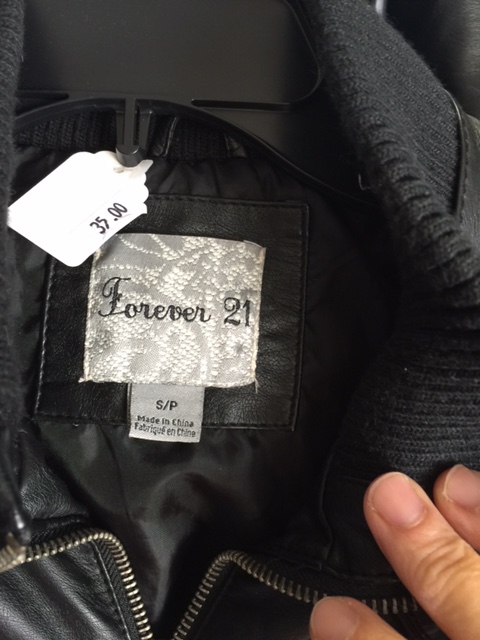 35.00
Forever 21
S/P
Made in China
Fabriqué en Chine